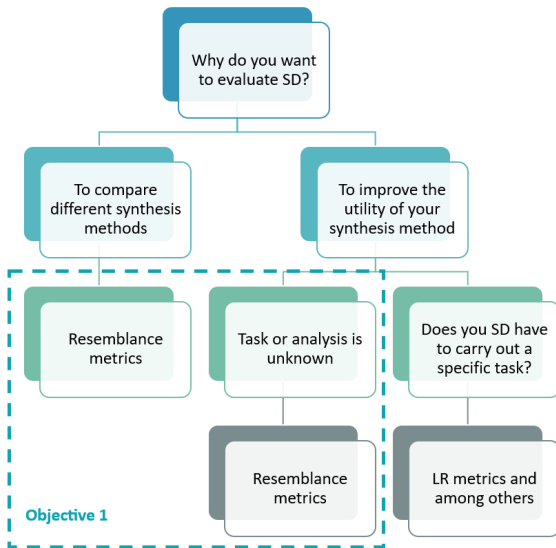 Why do you want
to evaluate SD?
To compare
different synthesis
methods
To improve the
utility of your
synthesis method
Resemblance
metrics
Task or analysis is
unknown
Does you SD have
to carry out a
specific task?
Resemblance
metrics
LR metrics and
among others
Objective 1